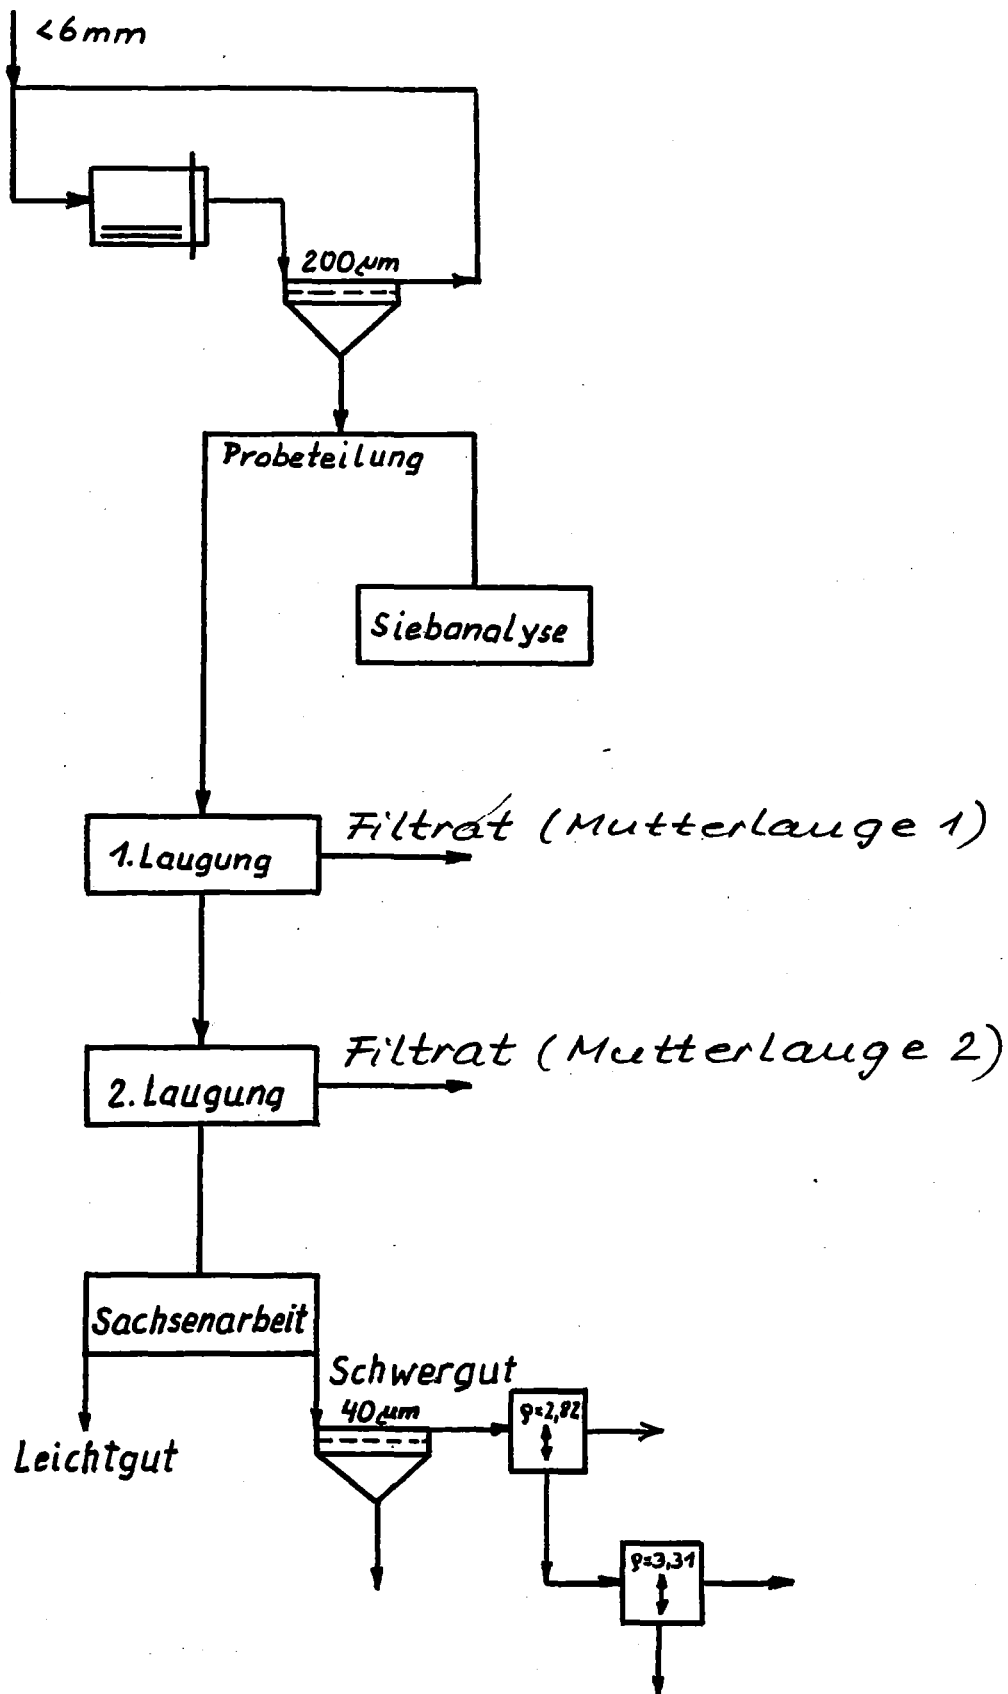 <6mm
200µm
Probeteilung
Siebanalyse
Filtrat (Mutterlauge 1)
1. Laugung
Filtrat (Mutterlauge 2)
2. Laugung
Sachsenarbeit
Schwergut
40µm
ρ=2,82
Leichtgut
ρ=3,31